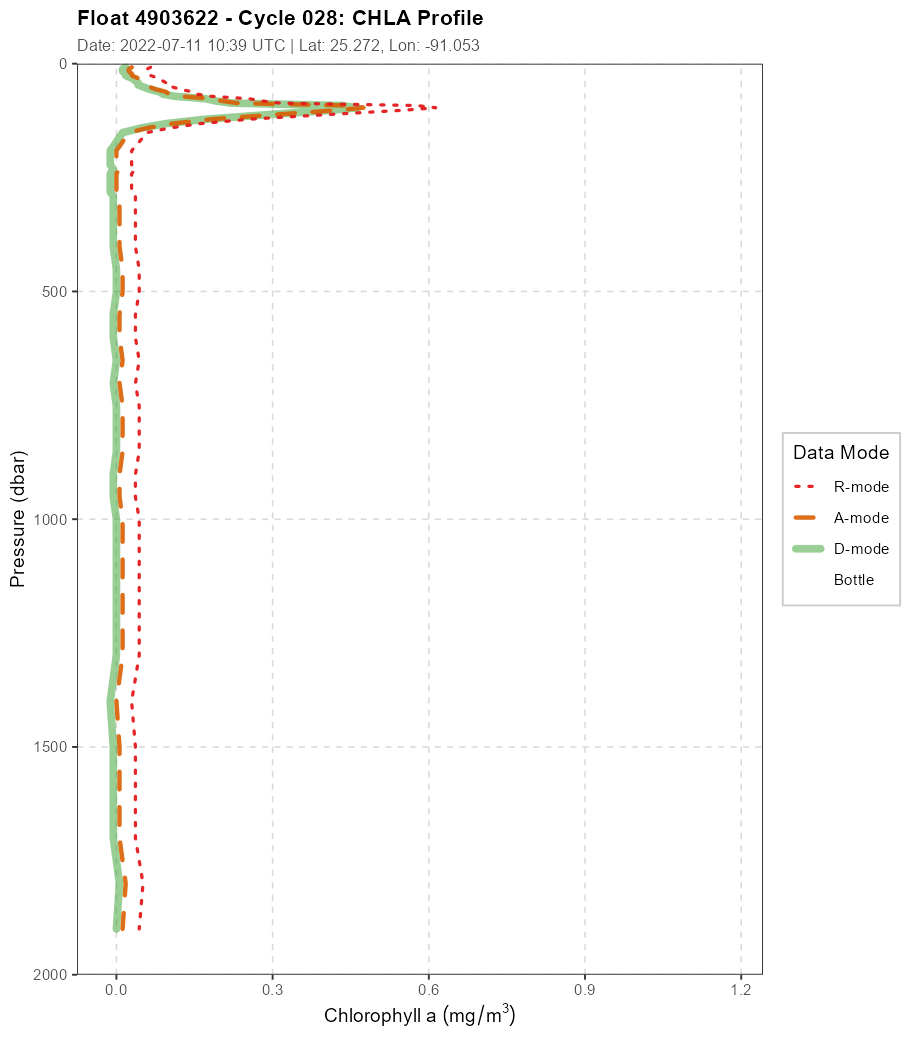 Float 4903622 - Cycle 028: CHLA Profile
Date: 2022-07-11 10:39 UTC | Lat: 25.272, Lon: -91.053
0
500
1000
1500
2000
Pressure (dbar)
0.0 0.3 0.6 0.9 1.2
Chlorophyll a (mg/m³)
Data Mode
R-mode
A-mode
D-mode
Bottle